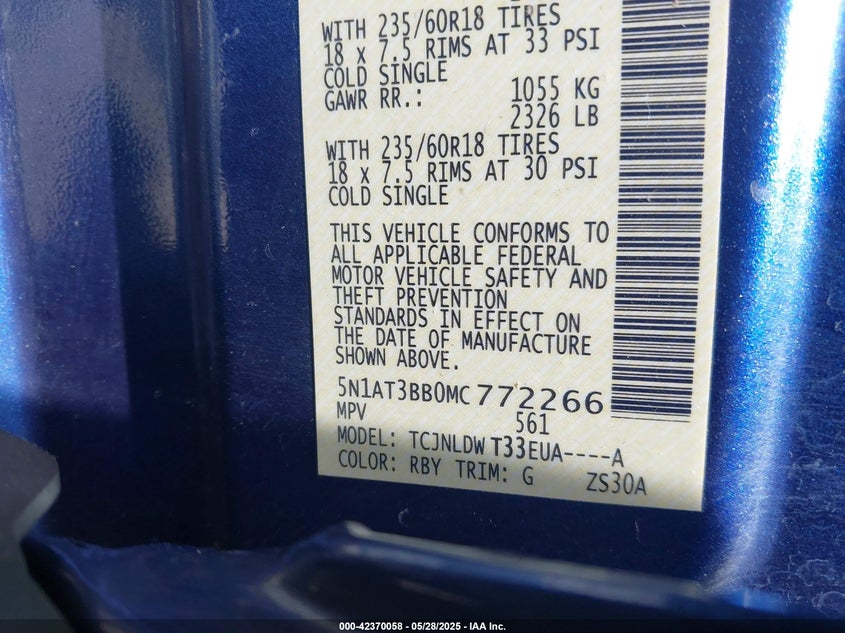 WITH 235/60R18 TIRES
18 x 7.5 RIMS AT 33 PSI
COLD SINGLE
GAWR RR.: 1055 KG
2326 LB
WITH 235/60R18 TIRES
18 x 7.5 RIMS AT 30 PSI
COLD SINGLE
THIS VEHICLE CONFORMS TO
ALL APPLICABLE FEDERAL
MOTOR VEHICLE SAFETY AND
THEFT PREVENTION
STANDARDS IN EFFECT ON
THE DATE OF MANUFACTURE
SHOWN ABOVE.
5N1AT3BB0MC772266
MPV 561
MODEL: TCJNLDW T33EUA----A
COLOR: RBY TRIM: G ZS30A
000-42370058 - 05/28/2025 - IAA Inc.